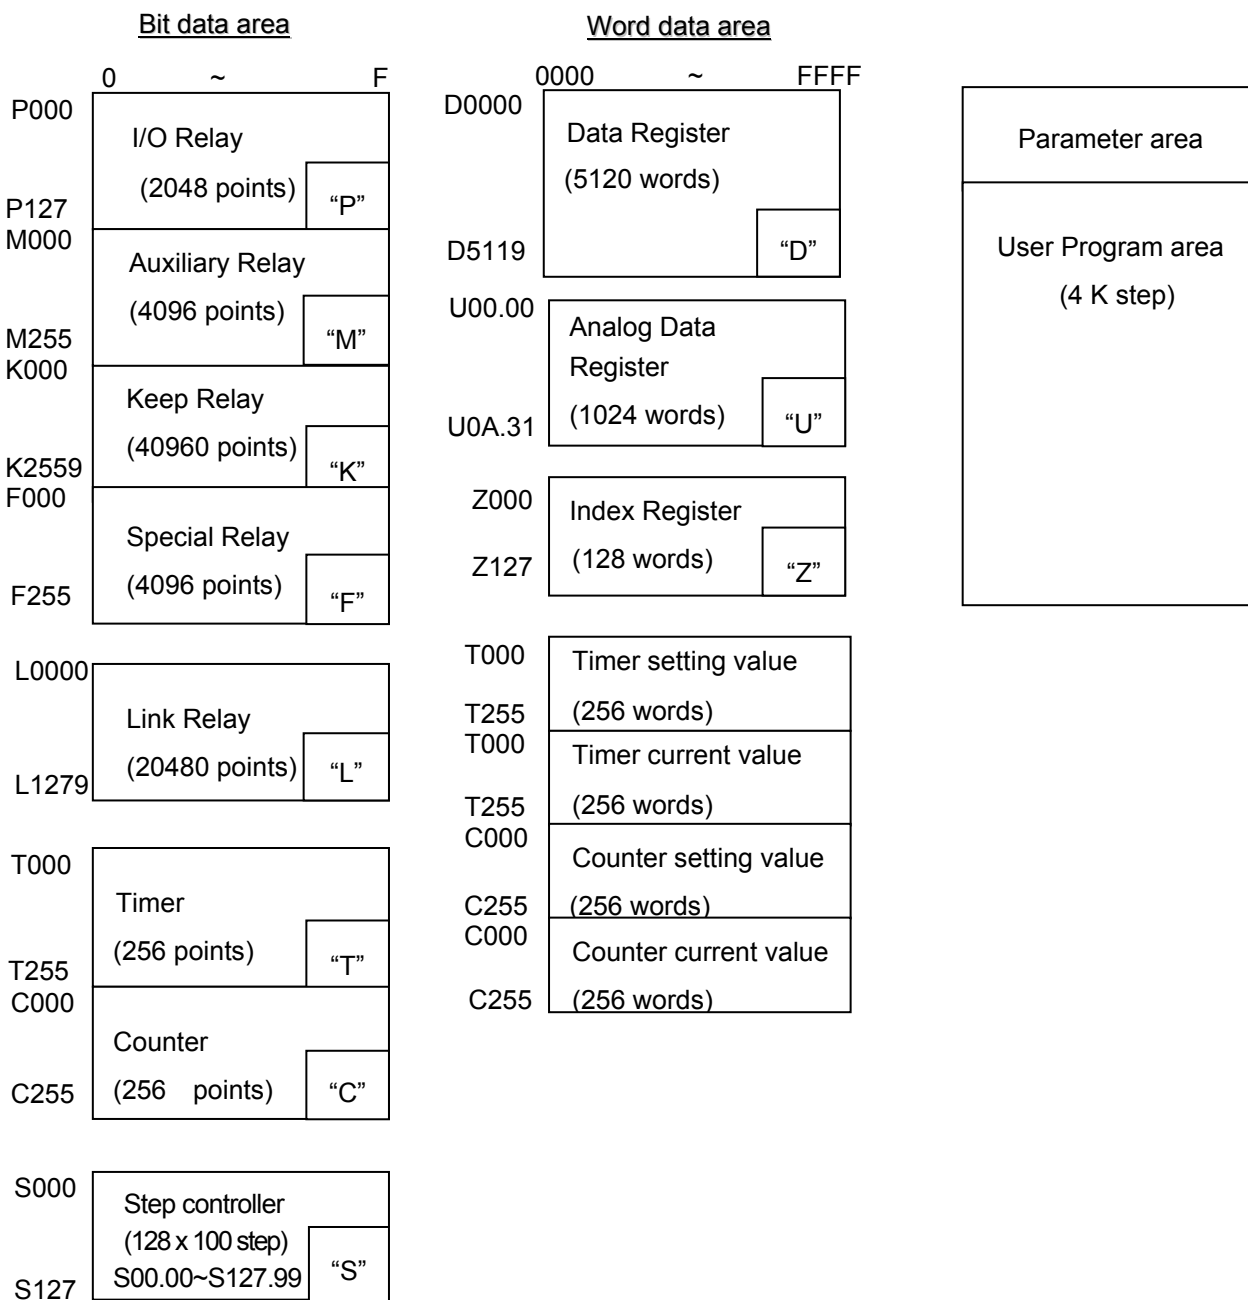 Bit data area
0 ~ F
P000
I/O Relay
(2048 points)
“P”
P127
M000
Auxiliary Relay
(4096 points)
“M”
M255
K000
Keep Relay
(40960 points)
“K”
K2559
F000
Special Relay
(4096 points)
“F”
F255
L0000
Link Relay
(20480 points)
“L”
L1279
T000
Timer
(256 points)
“T”
T255
C000
Counter
(256 points)
“C”
C255
S000
Step controller
(128 x 100 step)
S00.00~S127.99
“S”
S127
Word data area
0000 ~ FFFF
D0000
Data Register
(5120 words)
“D”
D5119
U00.00
Analog Data
Register
(1024 words)
“U”
U0A.31
Z000
Index Register
(128 words)
“Z”
Z127
T000
Timer setting value
(256 words)
T255
T000
Timer current value
(256 words)
T255
C000
Counter setting value
(256 words)
C255
C000
Counter current value
(256 words)
C255
Parameter area
User Program area
(4 K step)